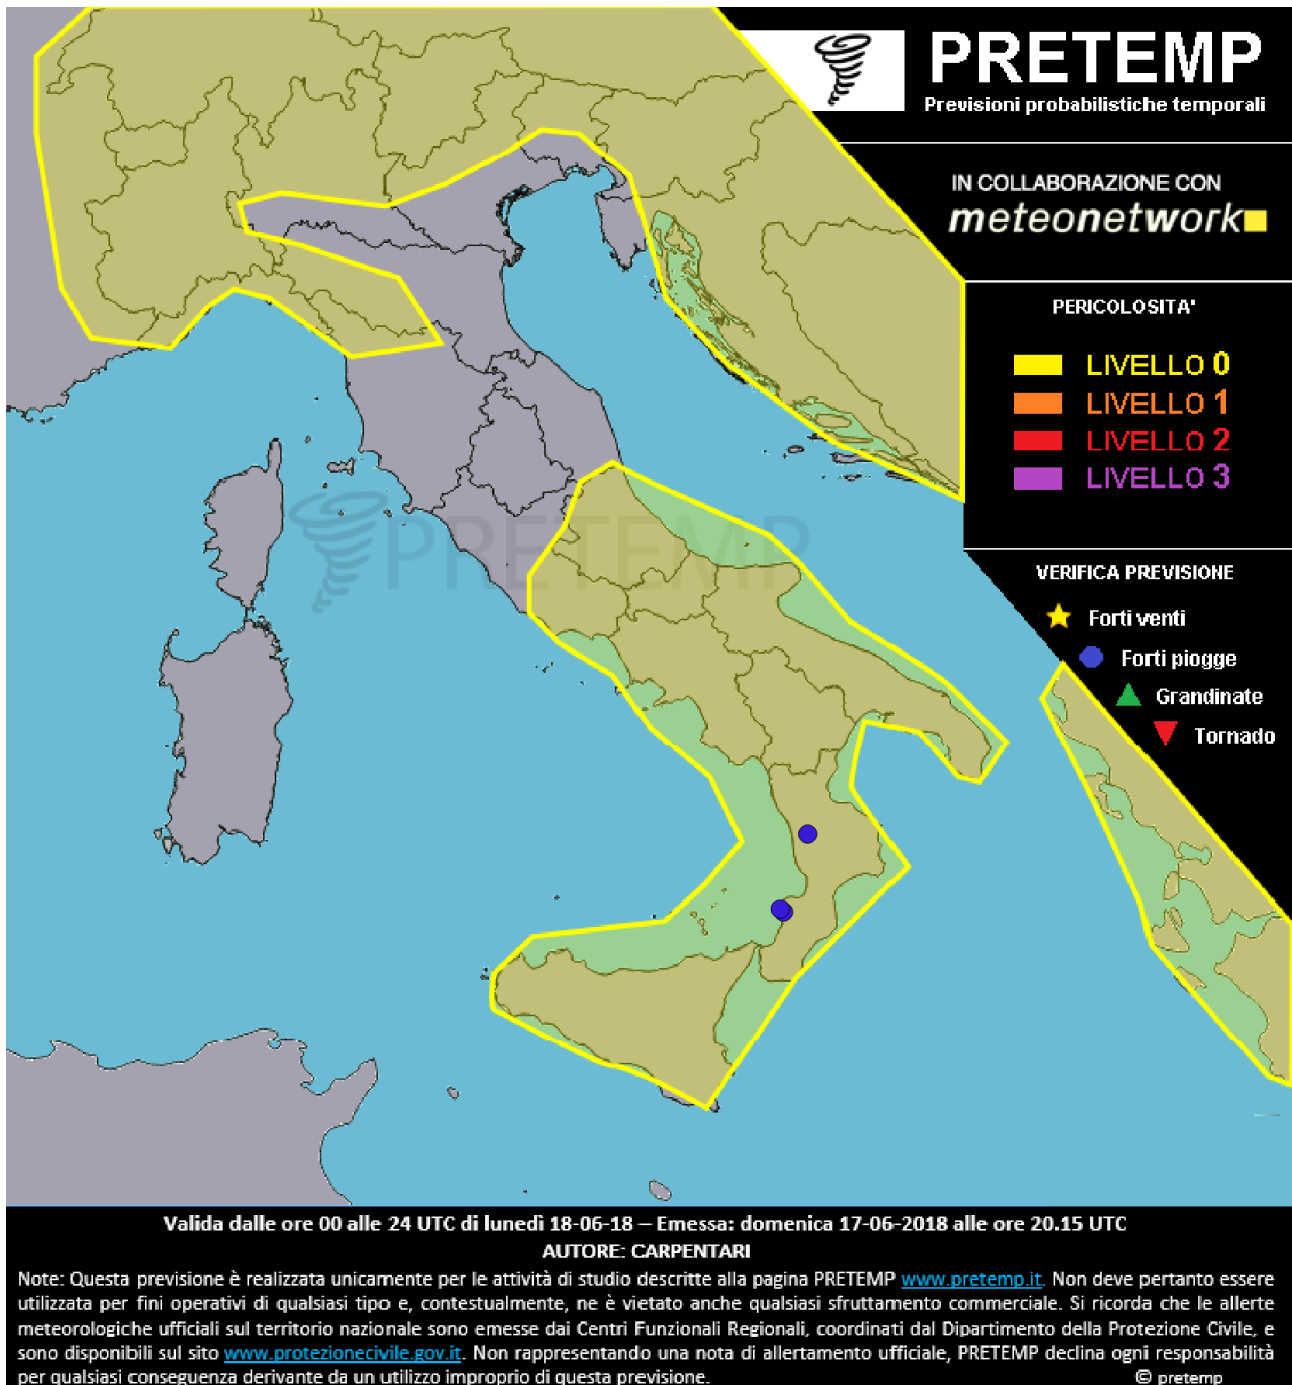 PRETEMP
Previsioni probabilistiche temporali
IN COLLABORAZIONE CON
meteonetwork
PERICOLOSITA'
LIVELLO 0
LIVELLO 1
LIVELLO 2
LIVELLO 3
PRETEMP
VERIFICA PREVISIONE
Forti venti
Forti piogge
Grandinate
Tornado
Valida dalle ore 00 alle 24 UTC di lunedì 18-06-18 – Emessa: domenica 17-06-2018 alle ore 20.15 UTC
AUTORE: CARPENTARI
Note: Questa previsione è realizzata unicamente per le attività di studio descritte alla pagina PRETEMP www.pretemp.it. Non deve pertanto essere
utilizzata per fini operativi di qualsiasi tipo e, contestualmente, ne è vietato anche qualsiasi sfruttamento commerciale. Si ricorda che le allerte
meteorologiche ufficiali sul territorio nazionale sono emesse dai Centri Funzionali Regionali, coordinati dal Dipartimento della Protezione Civile, e
sono disponibili sul sito www.protezionecivile.gov.it. Non rappresentando una nota di allertamento ufficiale, PRETEMP declina ogni responsabilità
per qualsiasi conseguenza derivante da un utilizzo improprio di questa previsione.
© pretemp